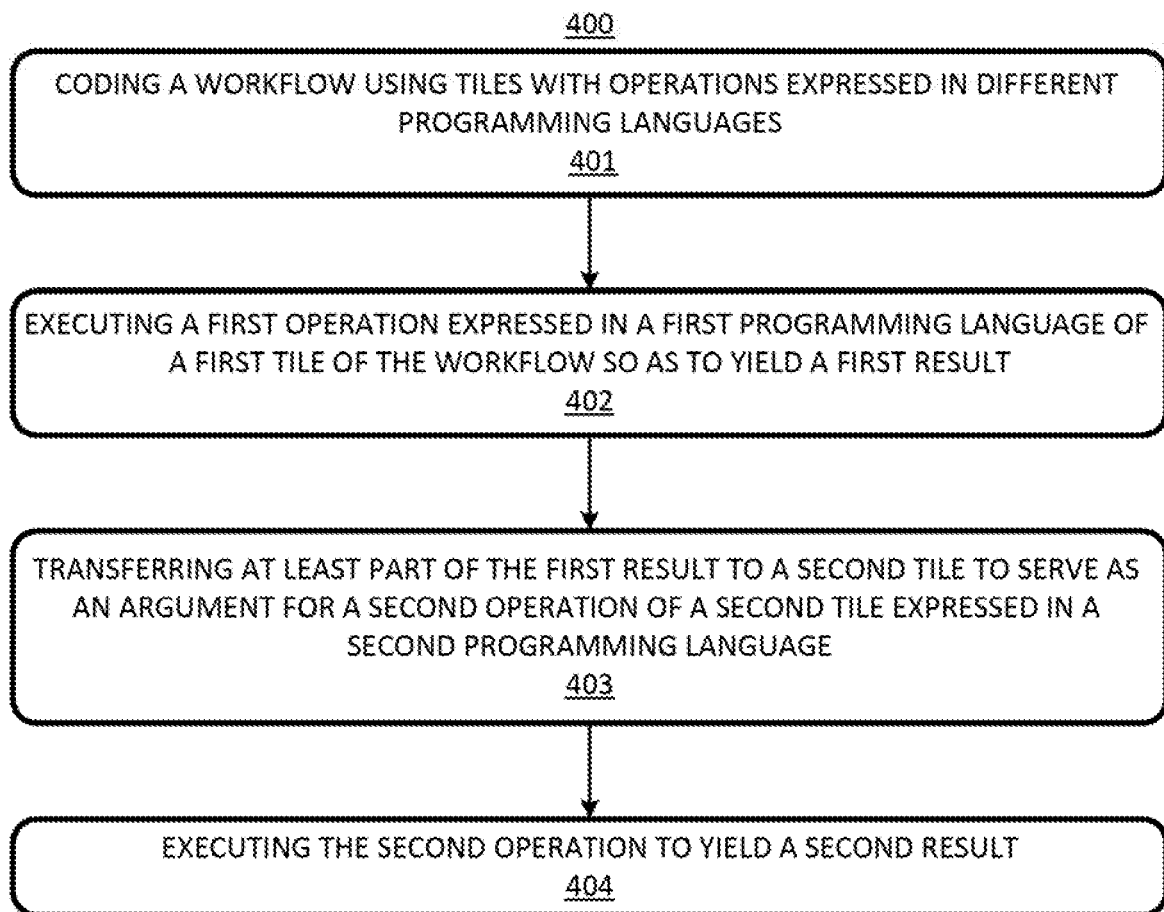 400
CODING A WORKFLOW USING TILES WITH OPERATIONS EXPRESSED IN DIFFERENT
PROGRAMMING LANGUAGES
401
EXECUTING A FIRST OPERATION EXPRESSED IN A FIRST PROGRAMMING LANGUAGE OF
A FIRST TILE OF THE WORKFLOW SO AS TO YIELD A FIRST RESULT
402
TRANSFERRING AT LEAST PART OF THE FIRST RESULT TO A SECOND TILE TO SERVE AS
AN ARGUMENT FOR A SECOND OPERATION OF A SECOND TILE EXPRESSED IN A
SECOND PROGRAMMING LANGUAGE
403
EXECUTING THE SECOND OPERATION TO YIELD A SECOND RESULT
404